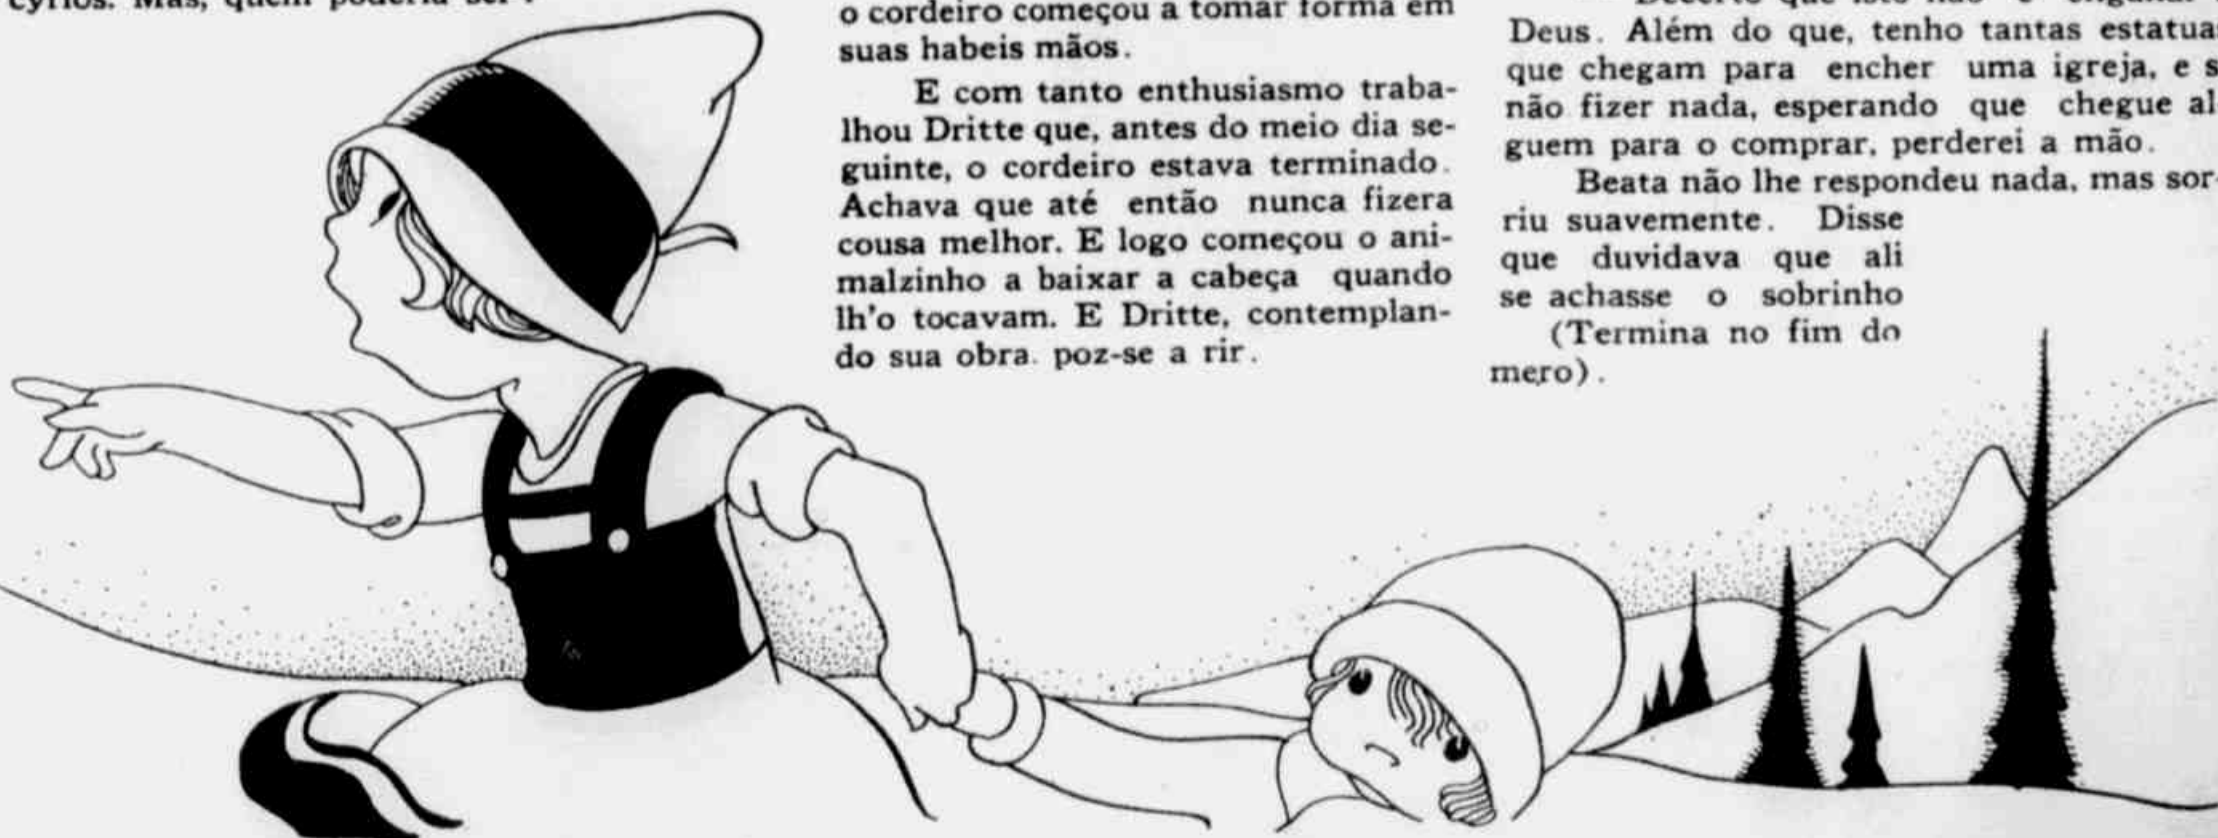 cyrios. Mas, quem poderia ser?
o cordeiro começou a tomar forma em
suas habeis mãos.
E com tanto enthusiasmo traba-
lhou Dritte que, antes do meio dia se-
guinte, o cordeiro estava terminado.
Achava que até então nunca fizera
cousa melhor. E logo começou o ani-
malzinho a baixar a cabeça quando
lh'o tocavam. E Dritte, contemplan-
do sua obra. poz-se a rir.
Deus. Além do que, tenho tantas estatuas
que chegam para encher uma igreja, e s
não fizer nada, esperando que chegue al-
guem para o comprar, perderei a mão.
Beata não lhe respondeu nada, mas sor-
riu suavemente. Disse
que duvidava que ali
se achasse o sobrinho
(Termina no fim do
mero).